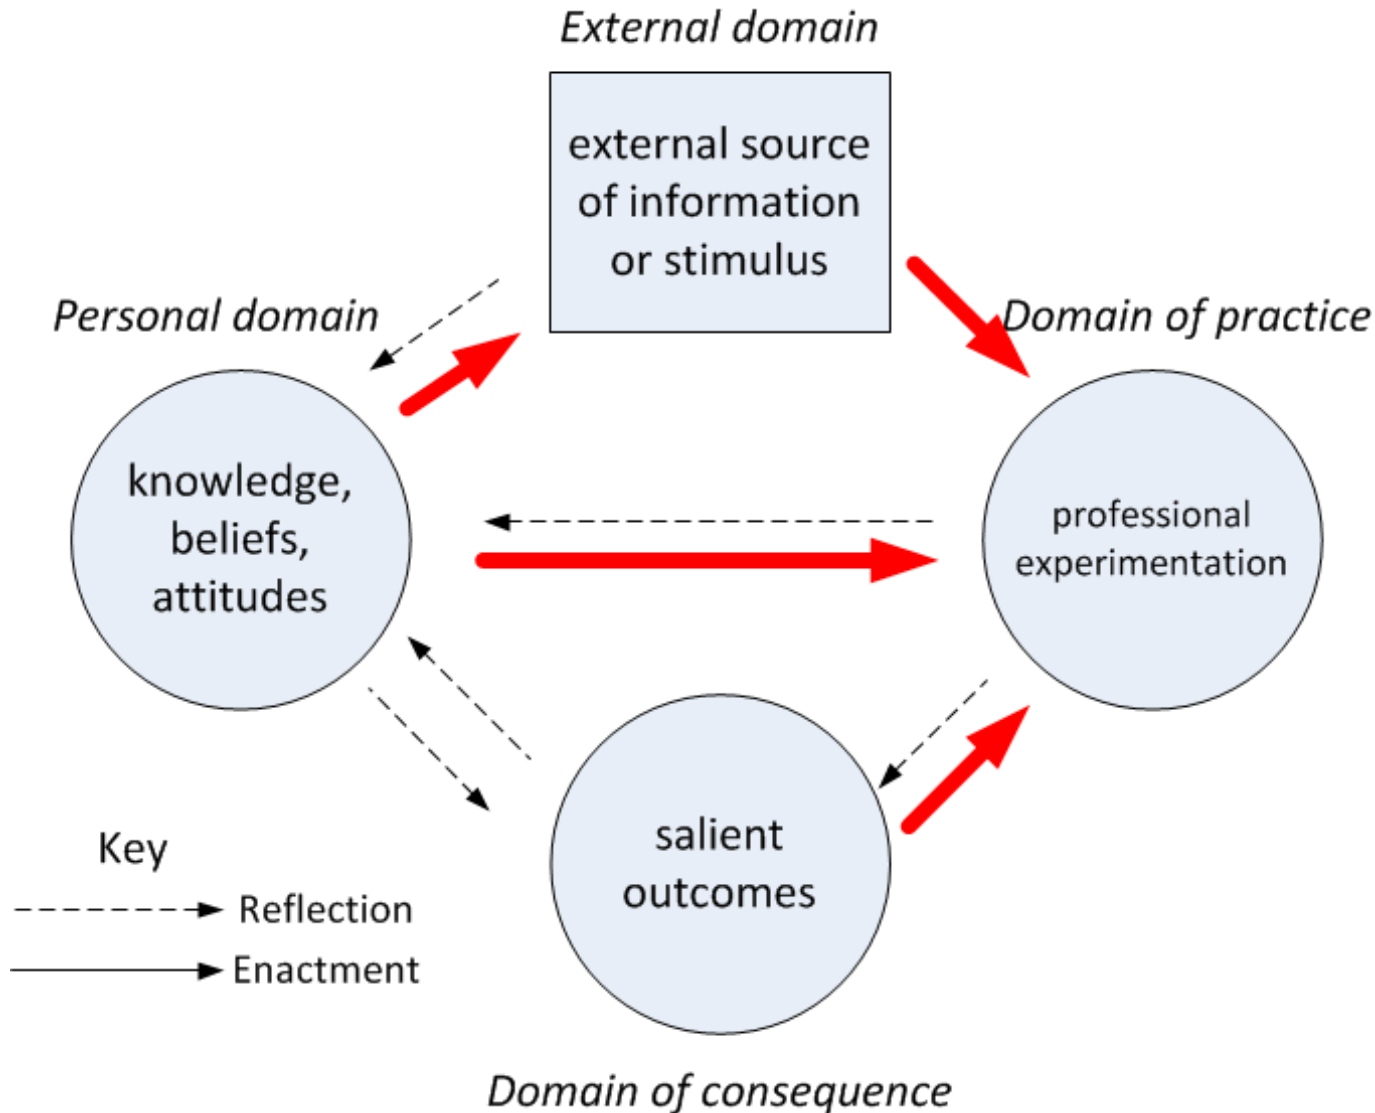 External domain
external source
of information
or stimulus
Personal domain
Domain of practice
knowledge,
beliefs,
attitudes
professional
experimentation
salient
outcomes
Key
Reflection
Enactment
Domain of consequence